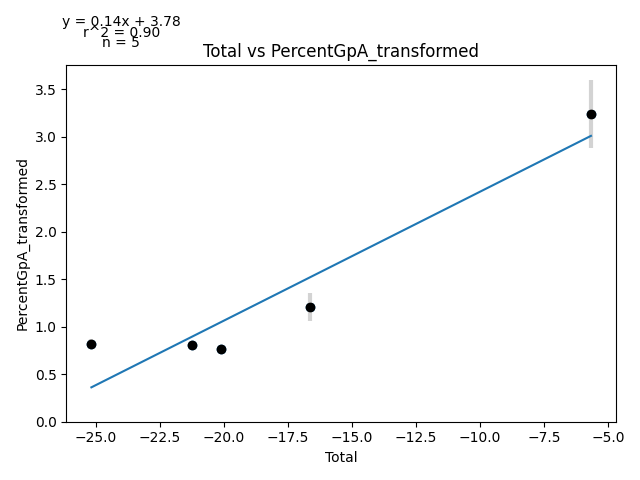 y = 0.14x + 3.78
r^2 = 0.90
n = 5
Total vs PercentGpA_transformed
PercentGpA_transformed
3.5
3.0
2.5
2.0
1.5
1.0
0.5
0.0
−25.0 −22.5 −20.0 −17.5 −15.0 −12.5 −10.0 −7.5 −5.0
Total